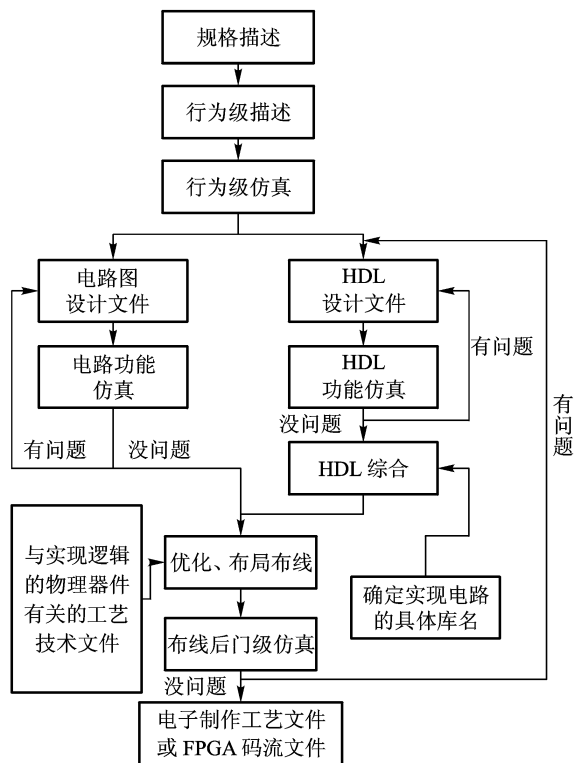 规格描述
行为级描述
行为级仿真
电路图
设计文件
HDL
设计文件
有问题
电路功能
仿真
HDL
功能仿真
有问题
没问题
有问题
没问题
HDL 综合
与实现逻辑
的物理器件
有关的工艺
技术文件
优化、布局布线
确定实现电路
的具体库名
布线后门级仿真
没问题
电子制作工艺文件
或 FPGA 码流文件